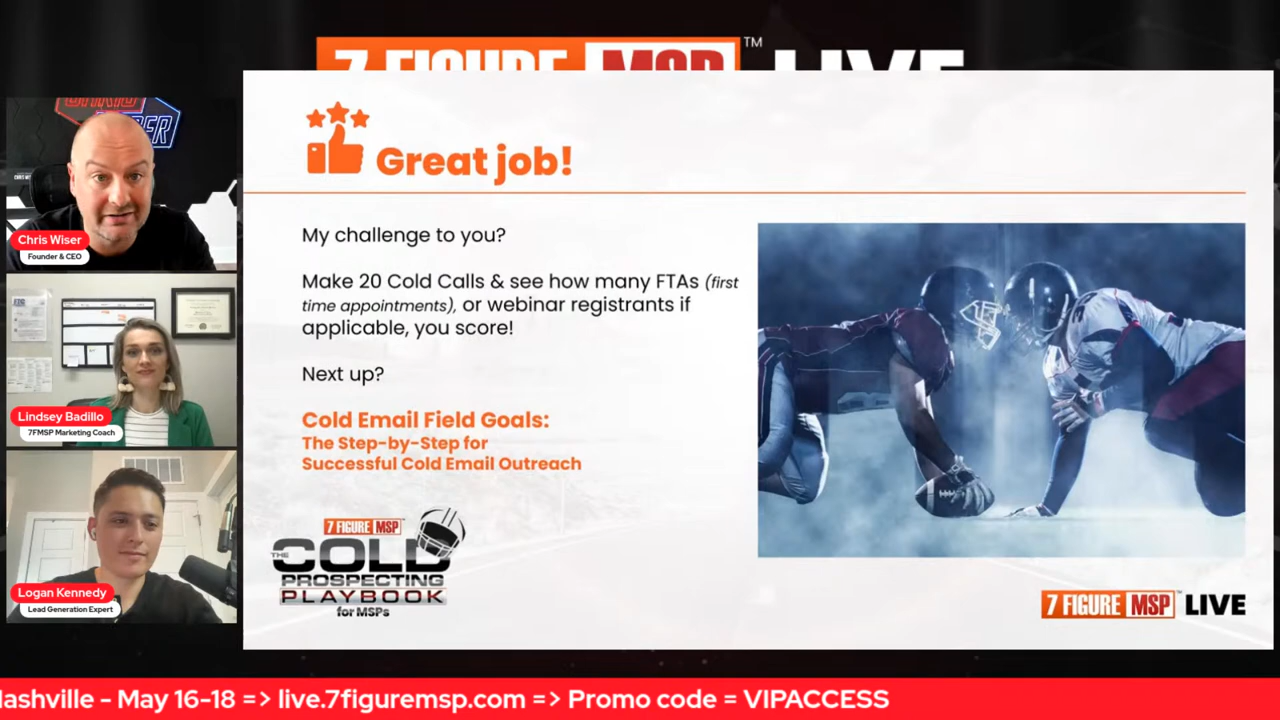 7 FIGURE MSP™ LIVE
Great job!
Chris Wiser
Founder & CEO
Lindsey Badillo
7FMSP Marketing Coach
Logan Kennedy
Lead Generation Expert
My challenge to you?
Make 20 Cold Calls & see how many FTAs (first
time appointments), or webinar registrants if
applicable, you score!
Next up?
Cold Email Field Goals:
The Step-by-Step for
Successful Cold Email Outreach
7 FIGURE MSP™
THE COLD
PROSPECTING
PLAYBOOK
for MSPs
7 FIGURE MSP™ LIVE
ashville - May 16-18 => live.7figuremsp.com => Promo code = VIPACCESS